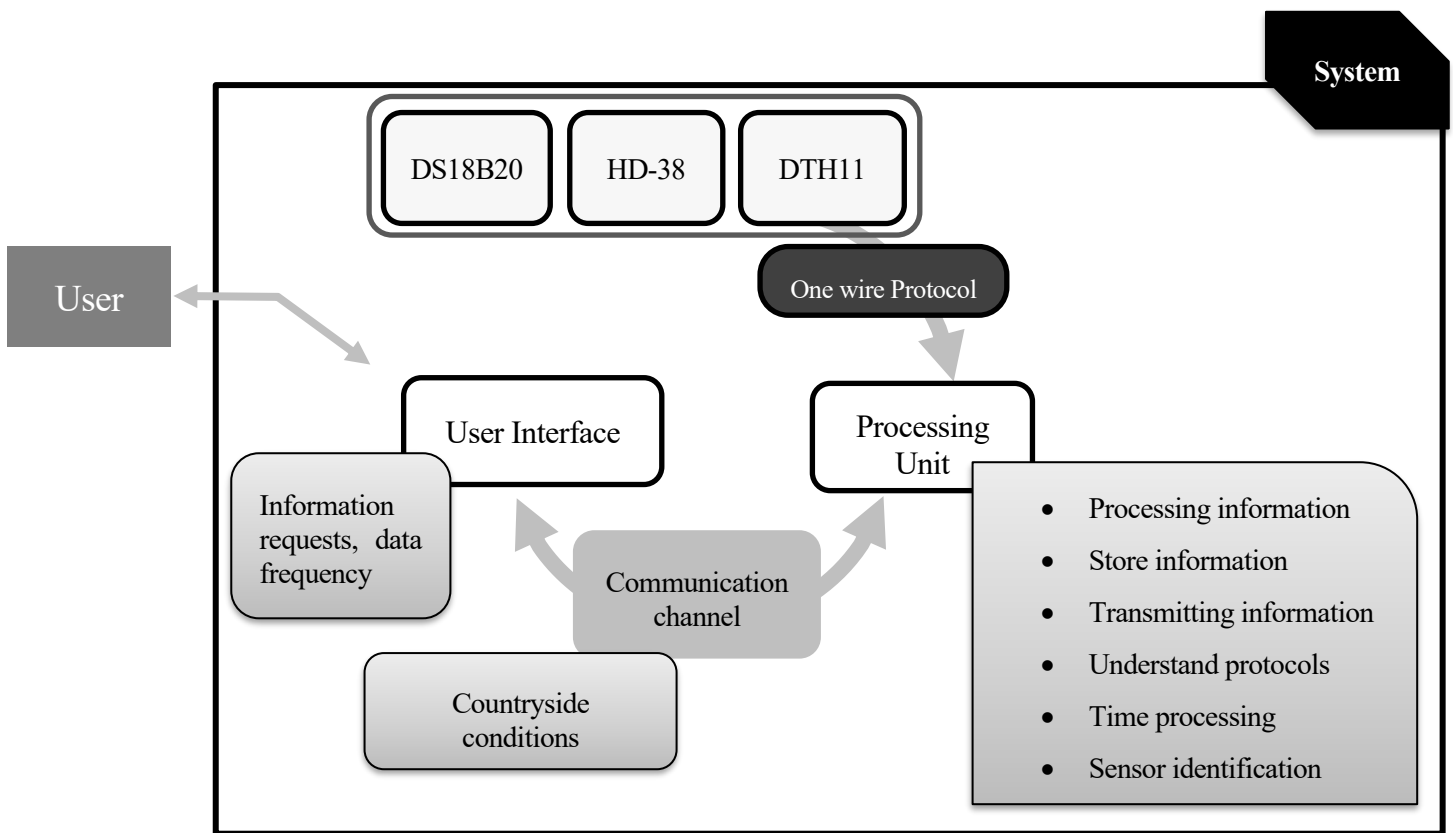 System
DS18B20
HD-38
DTH11
One wire Protocol
User
User Interface
Processing
Unit
Information
requests, data
frequency
Communication
channel
Countryside
conditions
• Processing information
• Store information
• Transmitting information
• Understand protocols
• Time processing
• Sensor identification